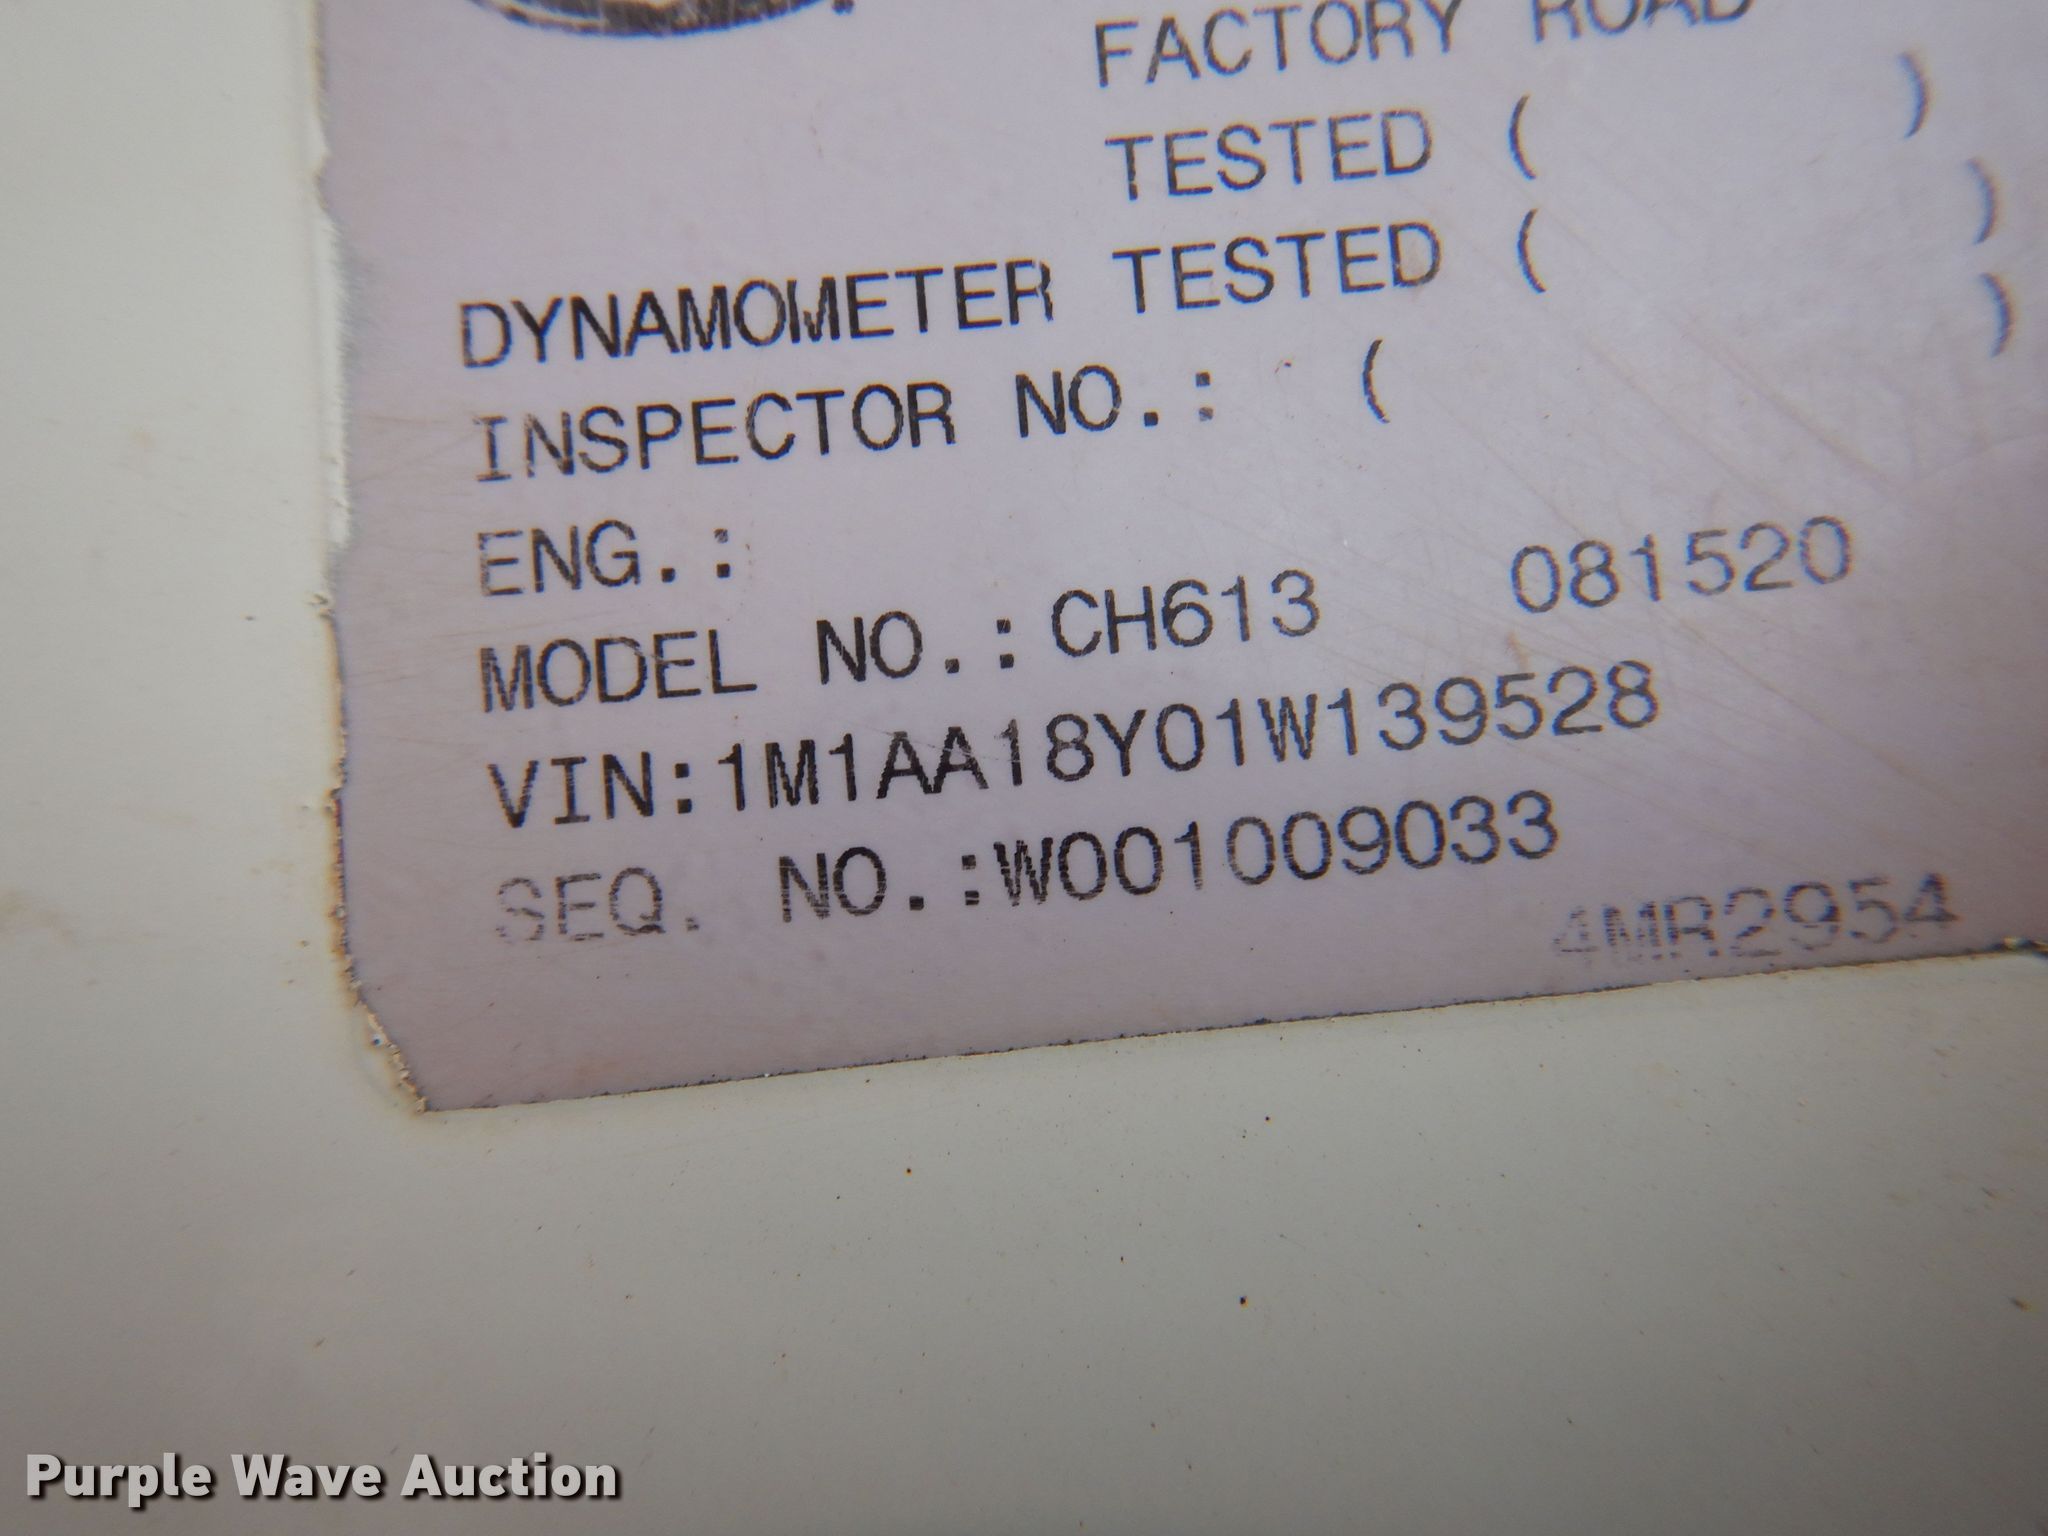 FACTORY ROAD
TESTED ( )
DYNAMOMETER TESTED ( )
INSPECTOR NO.: ( )
ENG.:
MODEL NO.:CH613 081520
VIN:1M1AA18Y01W139528
SEQ. NO.:W001009033
4MR2954
Purple Wave Auction